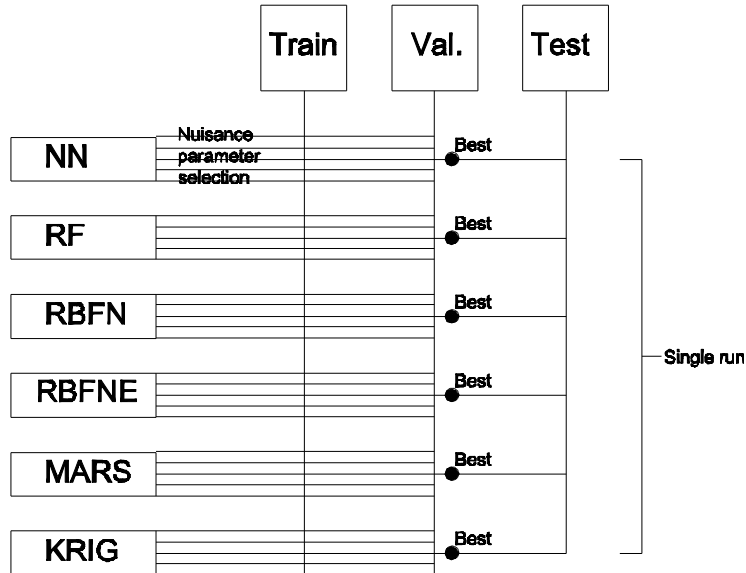 Train
Val.
Test
Nuisance
parameter
selection
NN
Best
RF
Best
RBFN
Best
Single run
RBFNE
Best
MARS
Best
KRIG
Best